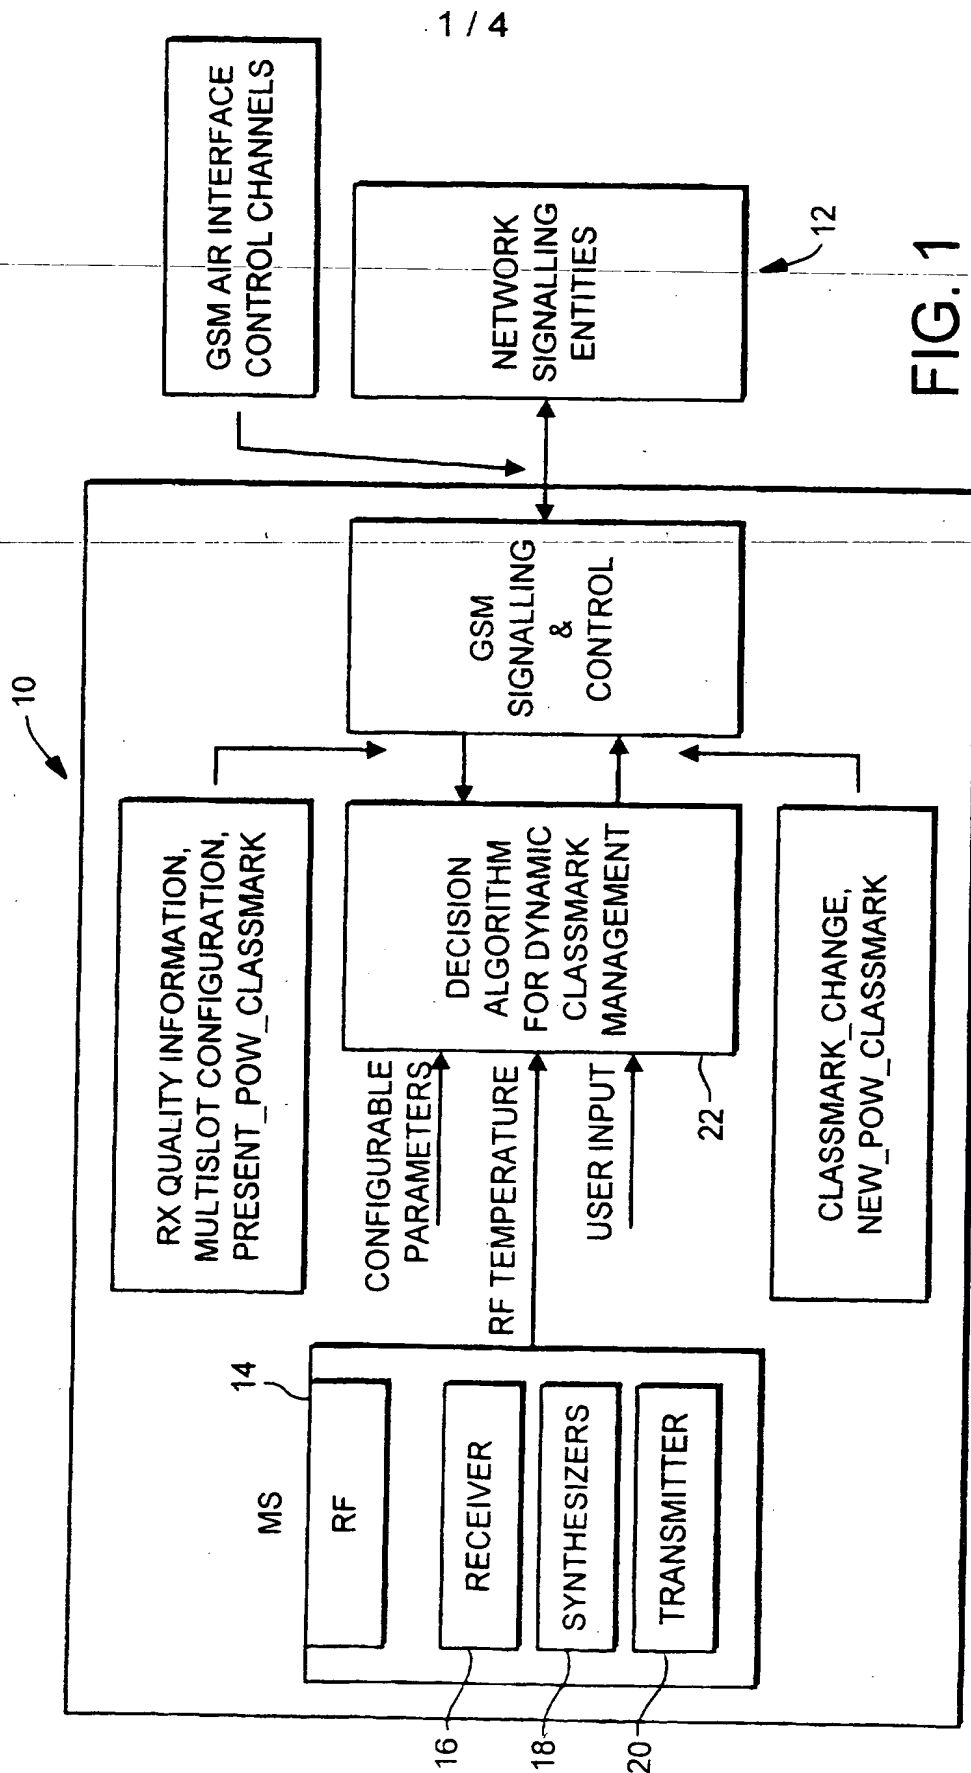 1 / 4
GSM AIR INTERFACE
CONTROL CHANNELS
NETWORK
SIGNALLING
ENTITIES
12
FIG. 1
10
GSM
SIGNALLING
&
CONTROL
RX QUALITY INFORMATION,
MULTISLOT CONFIGURATION,
PRESENT_POW_CLASSMARK
DECISION
ALGORITHM
FOR DYNAMIC
CLASSMARK
MANAGEMENT
22
CLASSMARK_CHANGE,
NEW_POW_CLASSMARK
CONFIGURABLE
PARAMETERS
RF TEMPERATURE
USER INPUT
MS
14
RF
RECEIVER
SYNTHESIZERS
TRANSMITTER
16
18
20